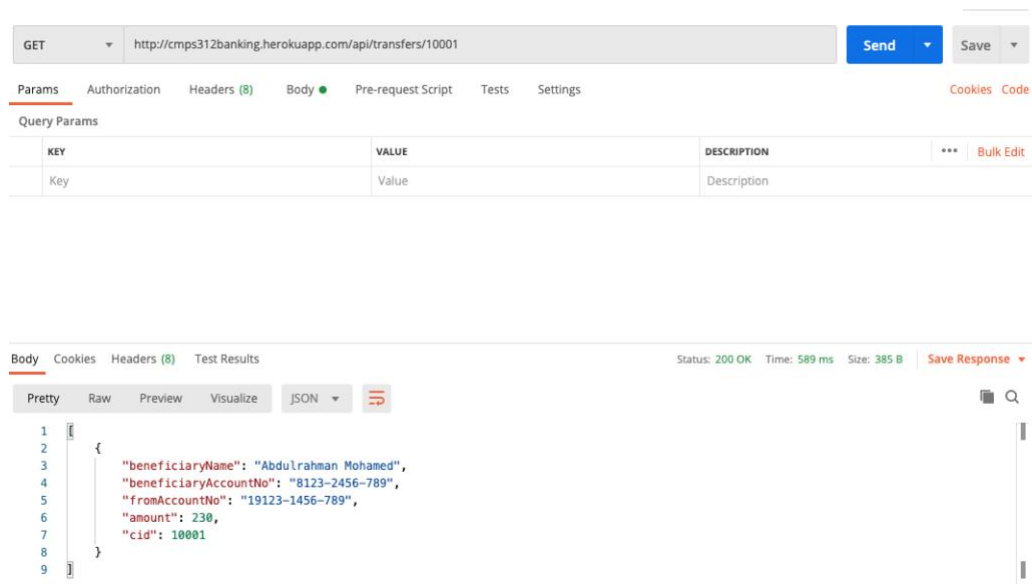 GET http://cmps312banking.herokuapp.com/api/transfers/10001 Send Save
Params Authorization Headers (8) Body Pre-request Script Tests Settings Cookies Code
Query Params
KEY VALUE DESCRIPTION ••• Bulk Edit
Key Value Description
Body Cookies Headers (8) Test Results Status: 200 OK Time: 589 ms Size: 385 B Save Response
Pretty Raw Preview Visualize JSON
1 [
2 {
3 "beneficiaryName": "Abdulrahman Mohamed",
4 "beneficiaryAccountNo": "8123-2456-789",
5 "fromAccountNo": "19123-1456-789",
6 "amount": 230,
7 "cid": 10001
8 }
9 ]